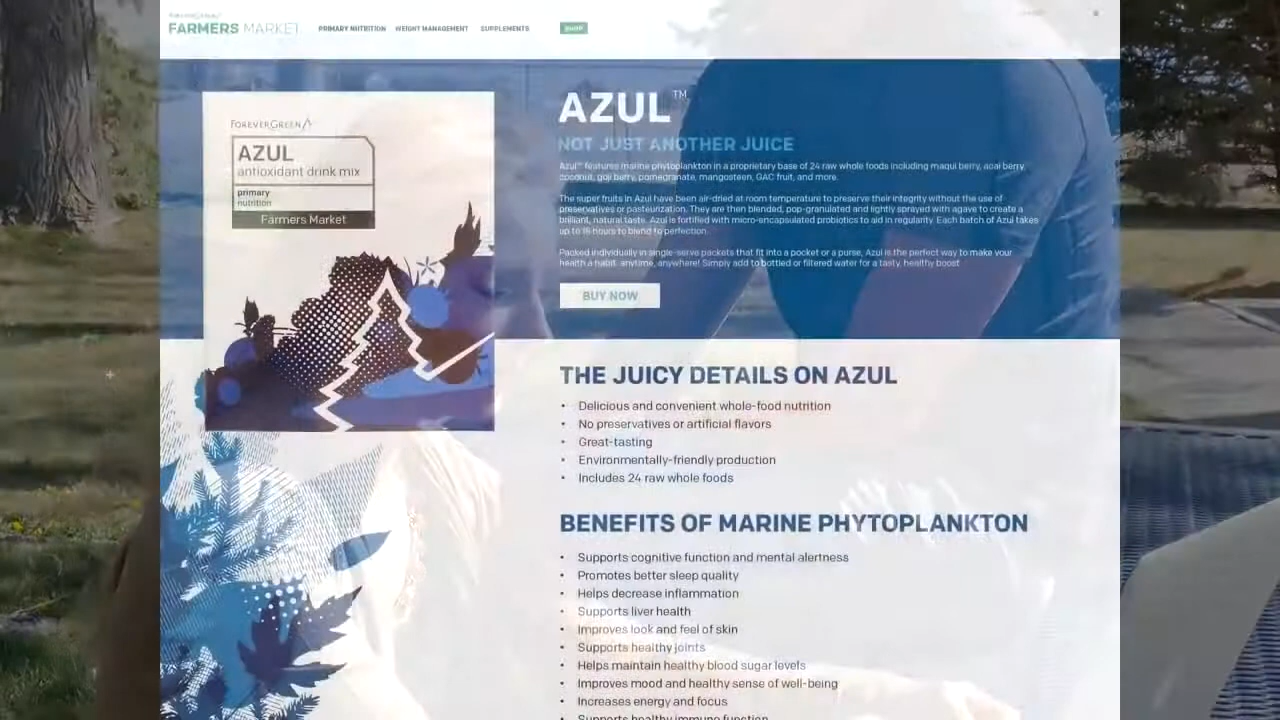 FOREVERGREEN
FARMERS MARKET
PRIMARY NUTRITION WEIGHT MANAGEMENT SUPPLEMENTS SHOP
FOREVERGREEN
AZUL
antioxidant drink mix
primary
nutrition
Farmers Market
AZUL™
NOT JUST ANOTHER JUICE
Azul™ features marine phytoplankton in a proprietary base of 24 raw whole foods including maqui berry, acai berry,
coconut, goji berry, pomegranate, mangosteen, GAC fruit, and more.
The super fruits in Azul have been air-dried at room temperature to preserve their integrity without the use of
preservatives or pasteurization. They are then blended, pop-granulated and lightly sprayed with agave to create a
brilliant, natural taste. Azul is fortified with micro-encapsulated probiotics to aid in regularity. Each batch of Azul takes
up to 18 hours to blend to perfection.
Packed individually in single-serve packets that fit into a pocket or a purse, Azul is the perfect way to make your
health a habit, anytime, anywhere! Simply add to bottled or filtered water for a tasty, healthy boost
BUY NOW
THE JUICY DETAILS ON AZUL
• Delicious and convenient whole-food nutrition
• No preservatives or artificial flavors
• Great-tasting
• Environmentally-friendly production
• Includes 24 raw whole foods
BENEFITS OF MARINE PHYTOPLANKTON
• Supports cognitive function and mental alertness
• Promotes better sleep quality
• Helps decrease inflammation
• Supports liver health
• Improves look and feel of skin
• Supports healthy joints
• Helps maintain healthy blood sugar levels
• Improves mood and healthy sense of well-being
• Increases energy and focus
• Supports healthy immune function